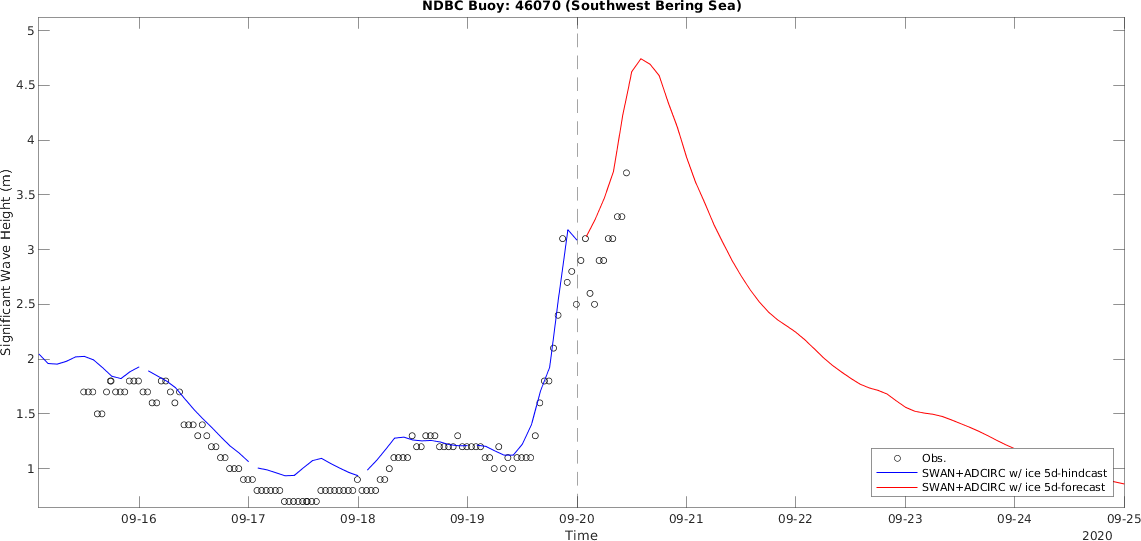 NDBC Buoy: 46070 (Southwest Bering Sea)
5
4.5
4
3.5
3
2.5
2
1.5
1
Significant Wave Height (m)
09-16 09-17 09-18 09-19 09-20 09-21 09-22 09-23 09-24 09-25
Time
2020
Obs.
SWAN+ADCIRC w/ ice 5d-hindcast
SWAN+ADCIRC w/ ice 5d-forecast